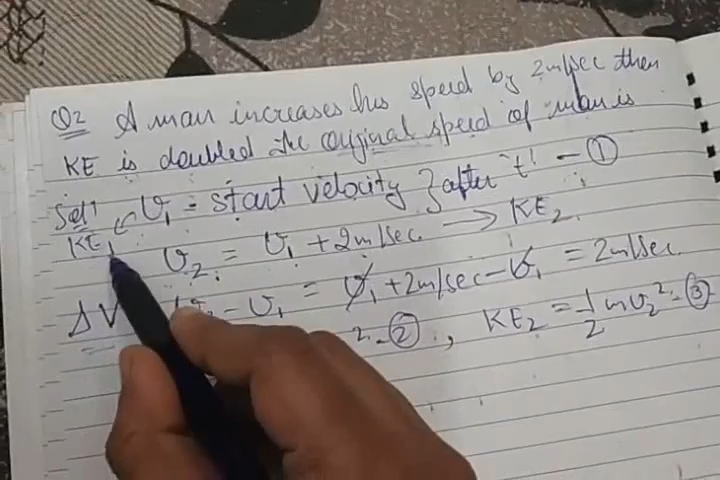 Q2 A man increases his speed by 2m/sec then
KE is doubled the original speed of man is
Sol' V₁ = start velocity } after 't' - ①
KE₁
V₂ = V₁ + 2m/sec → KE₂
ΔV V₂ - V₁ = V₁ + 2m/sec - V₁ = 2m/sec
² - ② , KE₂ = 1/2 m V₂² - ③